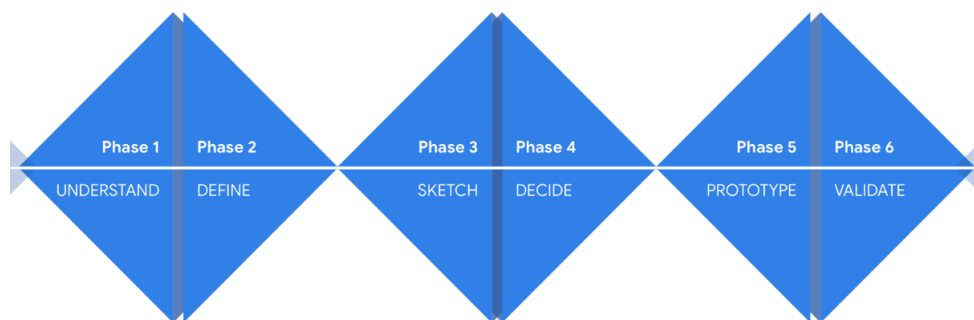 Phase 1
Phase 2
Phase 3
Phase 4
Phase 5
Phase 6
UNDERSTAND
DEFINE
SKETCH
DECIDE
PROTOTYPE
VALIDATE